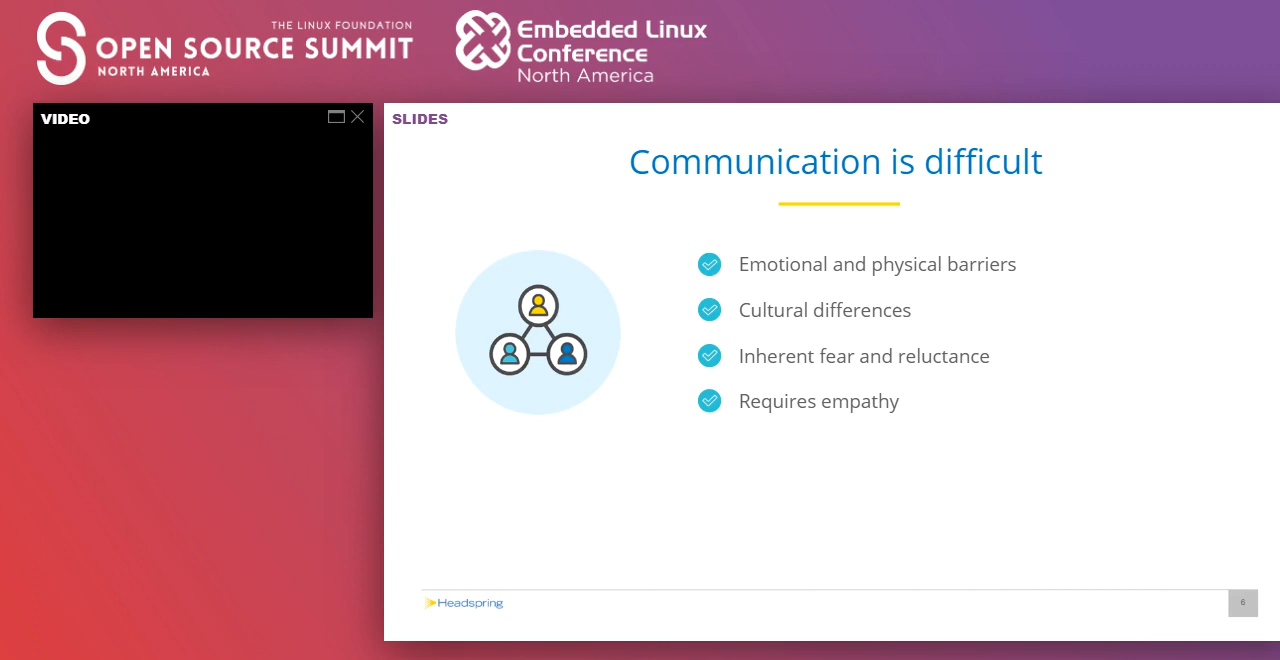 THE LINUX FOUNDATION
OPEN SOURCE SUMMIT
NORTH AMERICA
Embedded Linux
Conference
North America
VIDEO
SLIDES
Communication is difficult
Emotional and physical barriers
Cultural differences
Inherent fear and reluctance
Requires empathy
Headspring
6